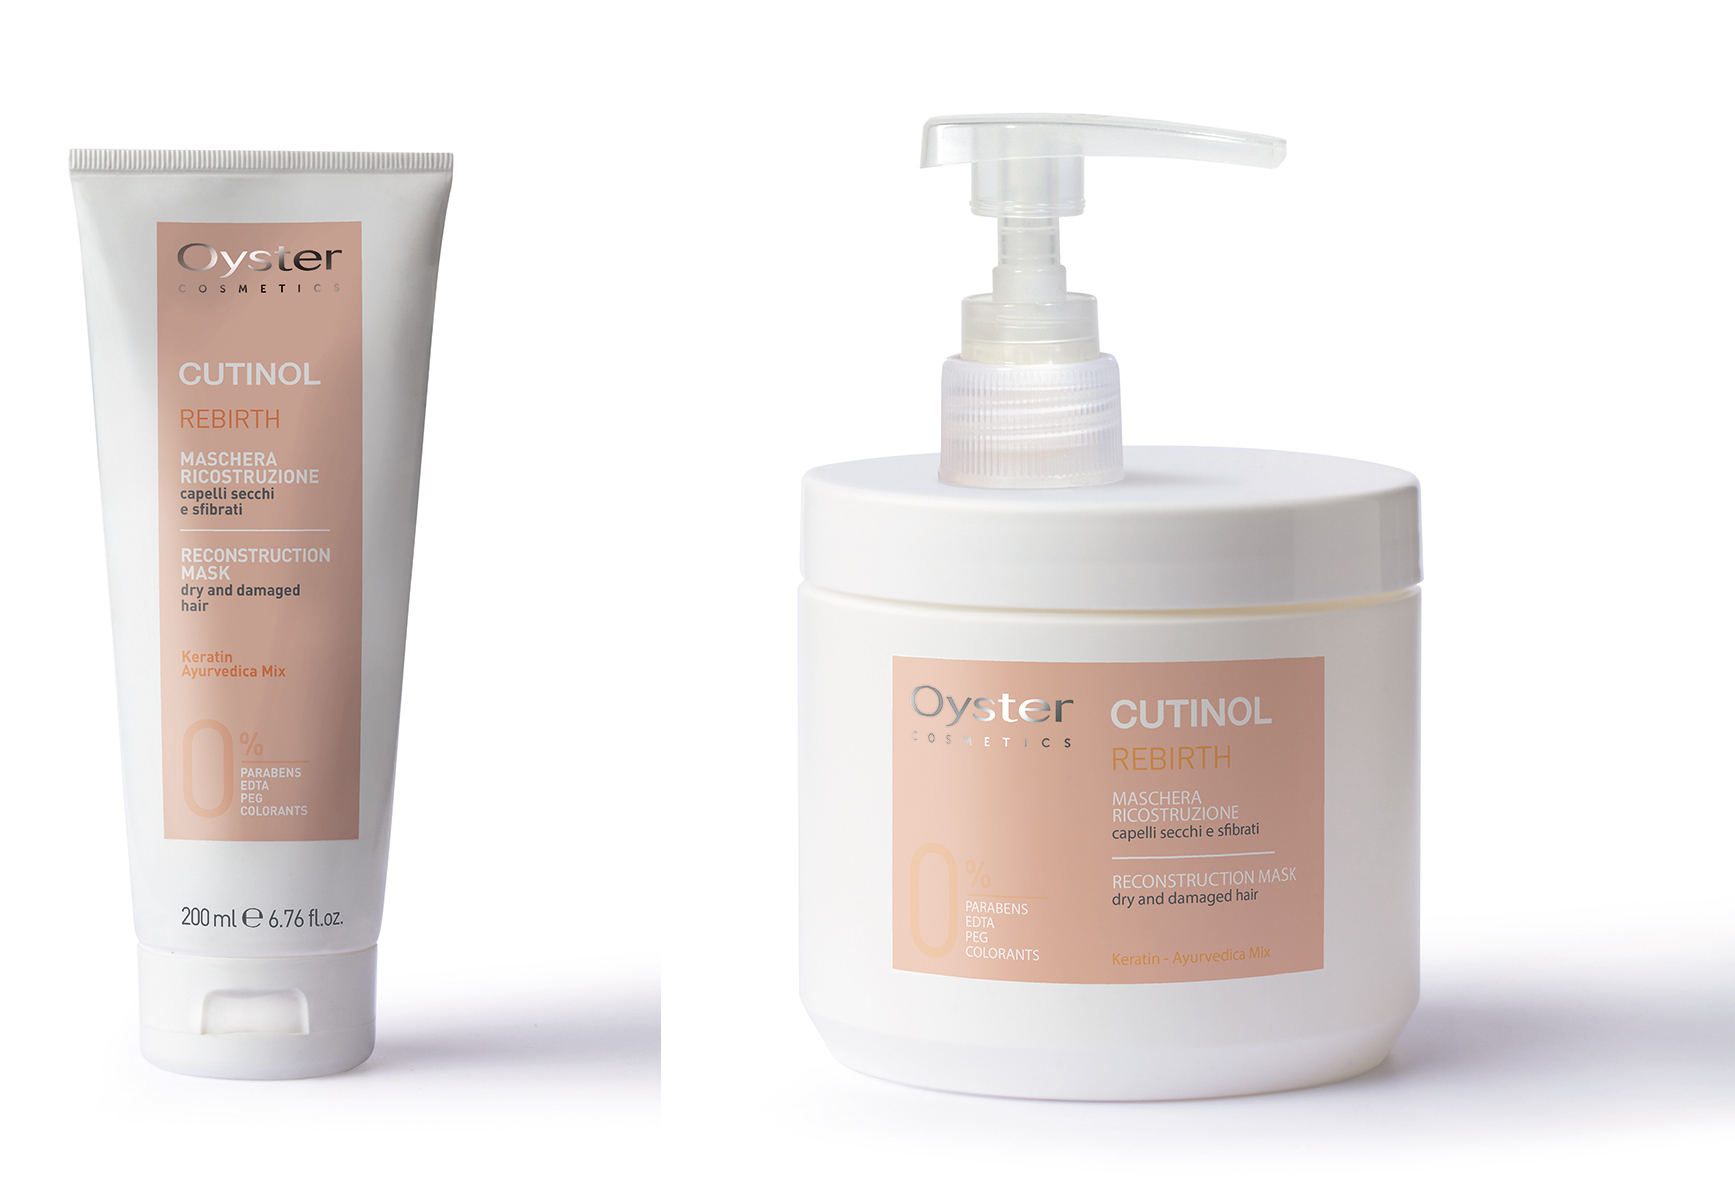 Oyster
COSMETICS
CUTINOL
REBIRTH
MASCHERA
RICOSTRUZIONE
capelli secchi
e sfibrati
RECONSTRUCTION
MASK
dry and damaged
hair
Keratin
Ayurvedica Mix
0%
PARABENS
EDTA
PEG
COLORANTS
200 ml e 6.76 fl.oz.
Oyster
COSMETICS
0%
PARABENS
EDTA
PEG
COLORANTS
CUTINOL
REBIRTH
MASCHERA
RICOSTRUZIONE
capelli secchi e sfibrati
RECONSTRUCTION MASK
dry and damaged hair
Keratin - Ayurvedica Mix